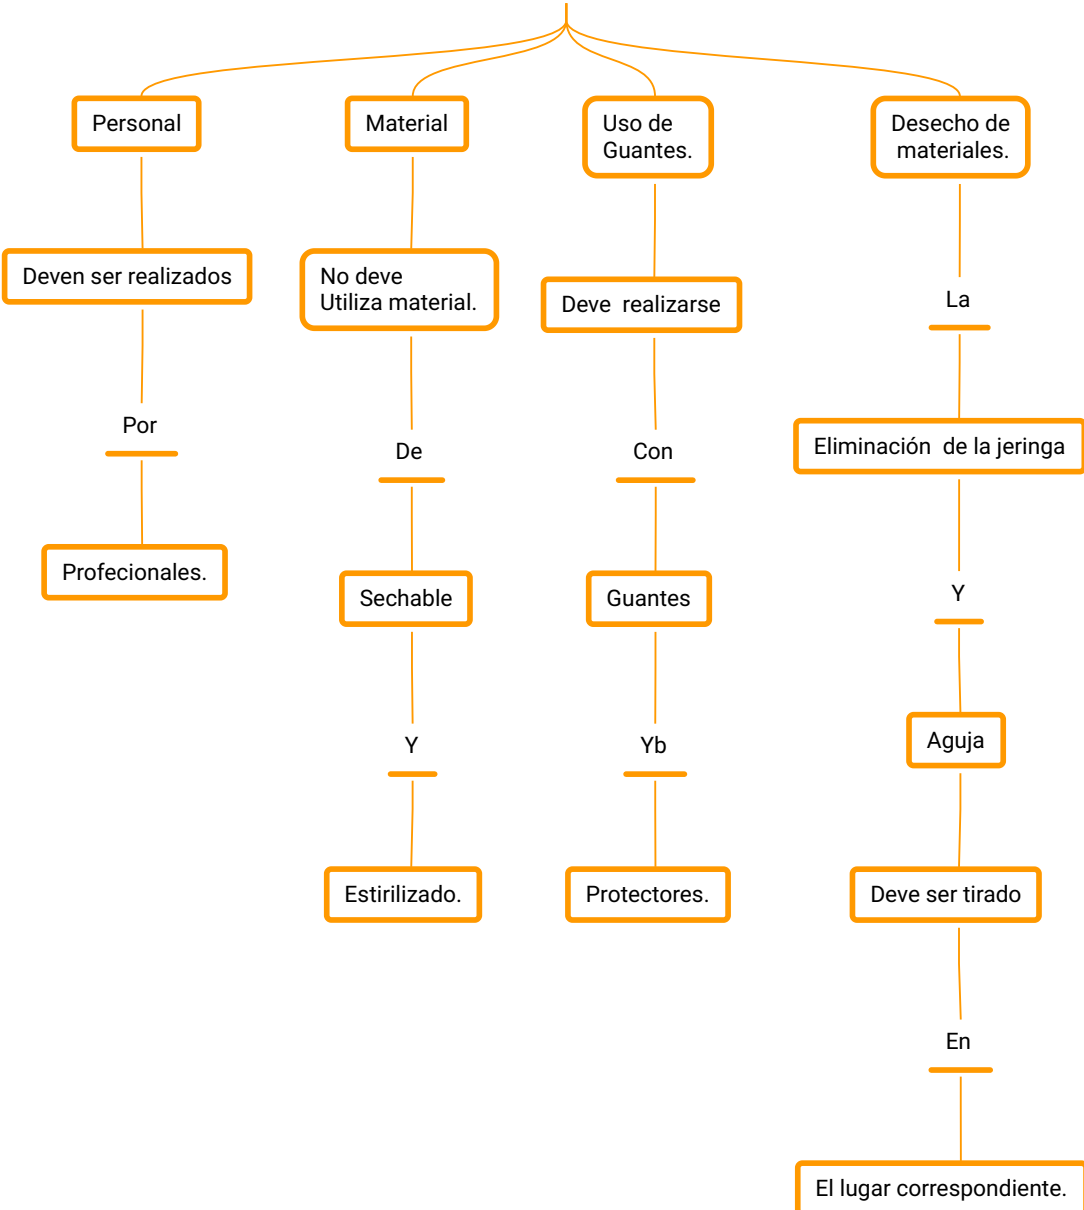 Personal
Deven ser realizados
Por
Profecionales.
Material
No deve
Utiliza material.
De
Sechable
Y
Estirilizado.
Uso de
Guantes.
Deve realizarse
Con
Guantes
Yb
Protectores.
Desecho de
materiales.
La
Eliminación de la jeringa
Y
Aguja
Deve ser tirado
En
El lugar correspondiente.